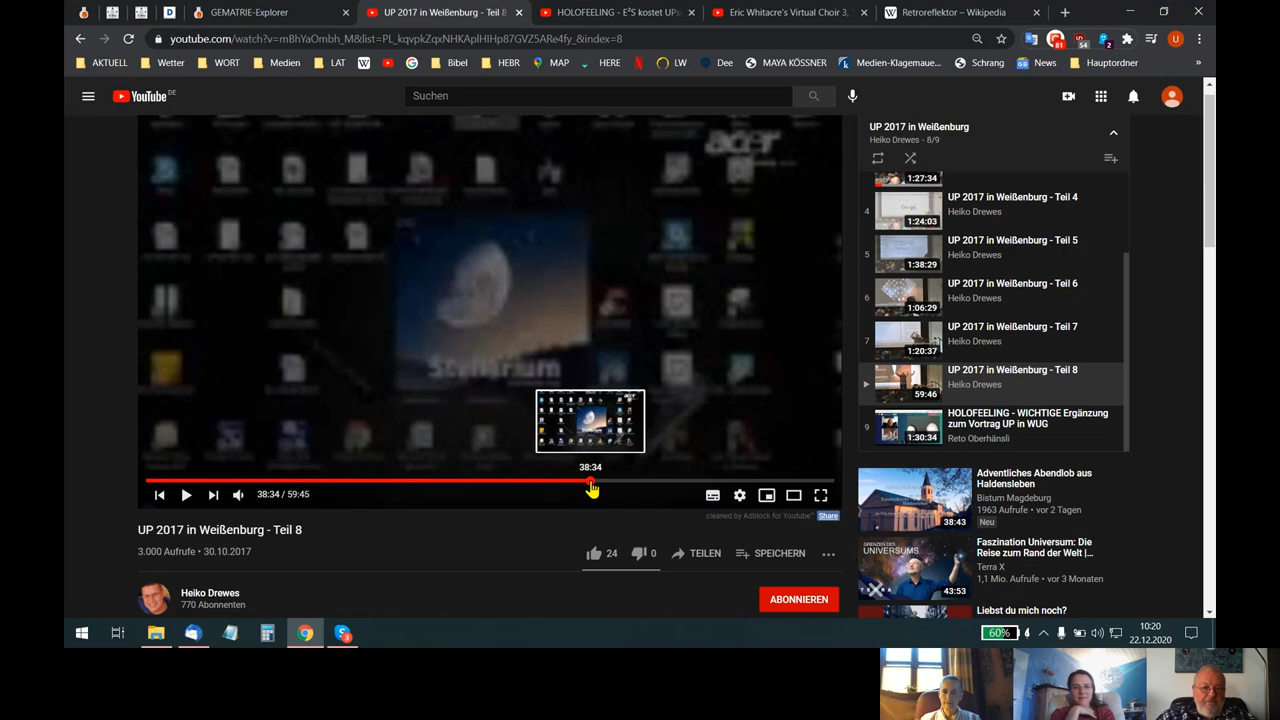 GEMATRIE-Explorer
UP 2017 in Weißenburg - Teil 8
HOLOFEELING - E²S kostet UPs
Eric Whitacre's Virtual Choir 3,
Retroreflektor – Wikipedia
youtube.com/watch?v=mBhYaOmbh_M&list=PL_kqvpkZqxNHKAplHIHp87GVZ5ARe4fy_&index=8
81
54
2
U
AKTUELL
Wetter
WORT
Medien
LAT
Bibel
HEBR
MAP
HERE
LW
Dee
MAYA KÖSSNER
Medien-Klagemaue...
Schrang
News
Hauptordner
YouTube DE
Suchen
acer
Stellarium
38:34
38:34 / 59:45
cleaned by Adblock for Youtube™
Share
UP 2017 in Weißenburg - Teil 8
3.000 Aufrufe • 30.10.2017
24
0
TEILEN
SPEICHERN
Heiko Drewes
770 Abonnenten
ABONNIEREN
UP 2017 in Weißenburg
Heiko Drewes - 8/9
1:27:34
4
UP 2017 in Weißenburg - Teil 4
Heiko Drewes
1:24:03
5
UP 2017 in Weißenburg - Teil 5
Heiko Drewes
1:38:29
6
UP 2017 in Weißenburg - Teil 6
Heiko Drewes
1:06:29
7
UP 2017 in Weißenburg - Teil 7
Heiko Drewes
1:20:37
UP 2017 in Weißenburg - Teil 8
Heiko Drewes
59:46
9
HOLOFEELING - WICHTIGE Ergänzung
zum Vortrag UP in WUG
Reto Oberhänsli
1:30:34
Adventliches Abendlob aus
Haldensleben
Bistum Magdeburg
1963 Aufrufe • vor 2 Tagen
Neu
38:43
GRENZEN DES
UNIVERSUMS
Faszination Universum: Die
Reise zum Rand der Welt |...
Terra X
1,1 Mio. Aufrufe • vor 3 Monaten
43:53
Liebst du mich noch?
60%
10:20
22.12.2020